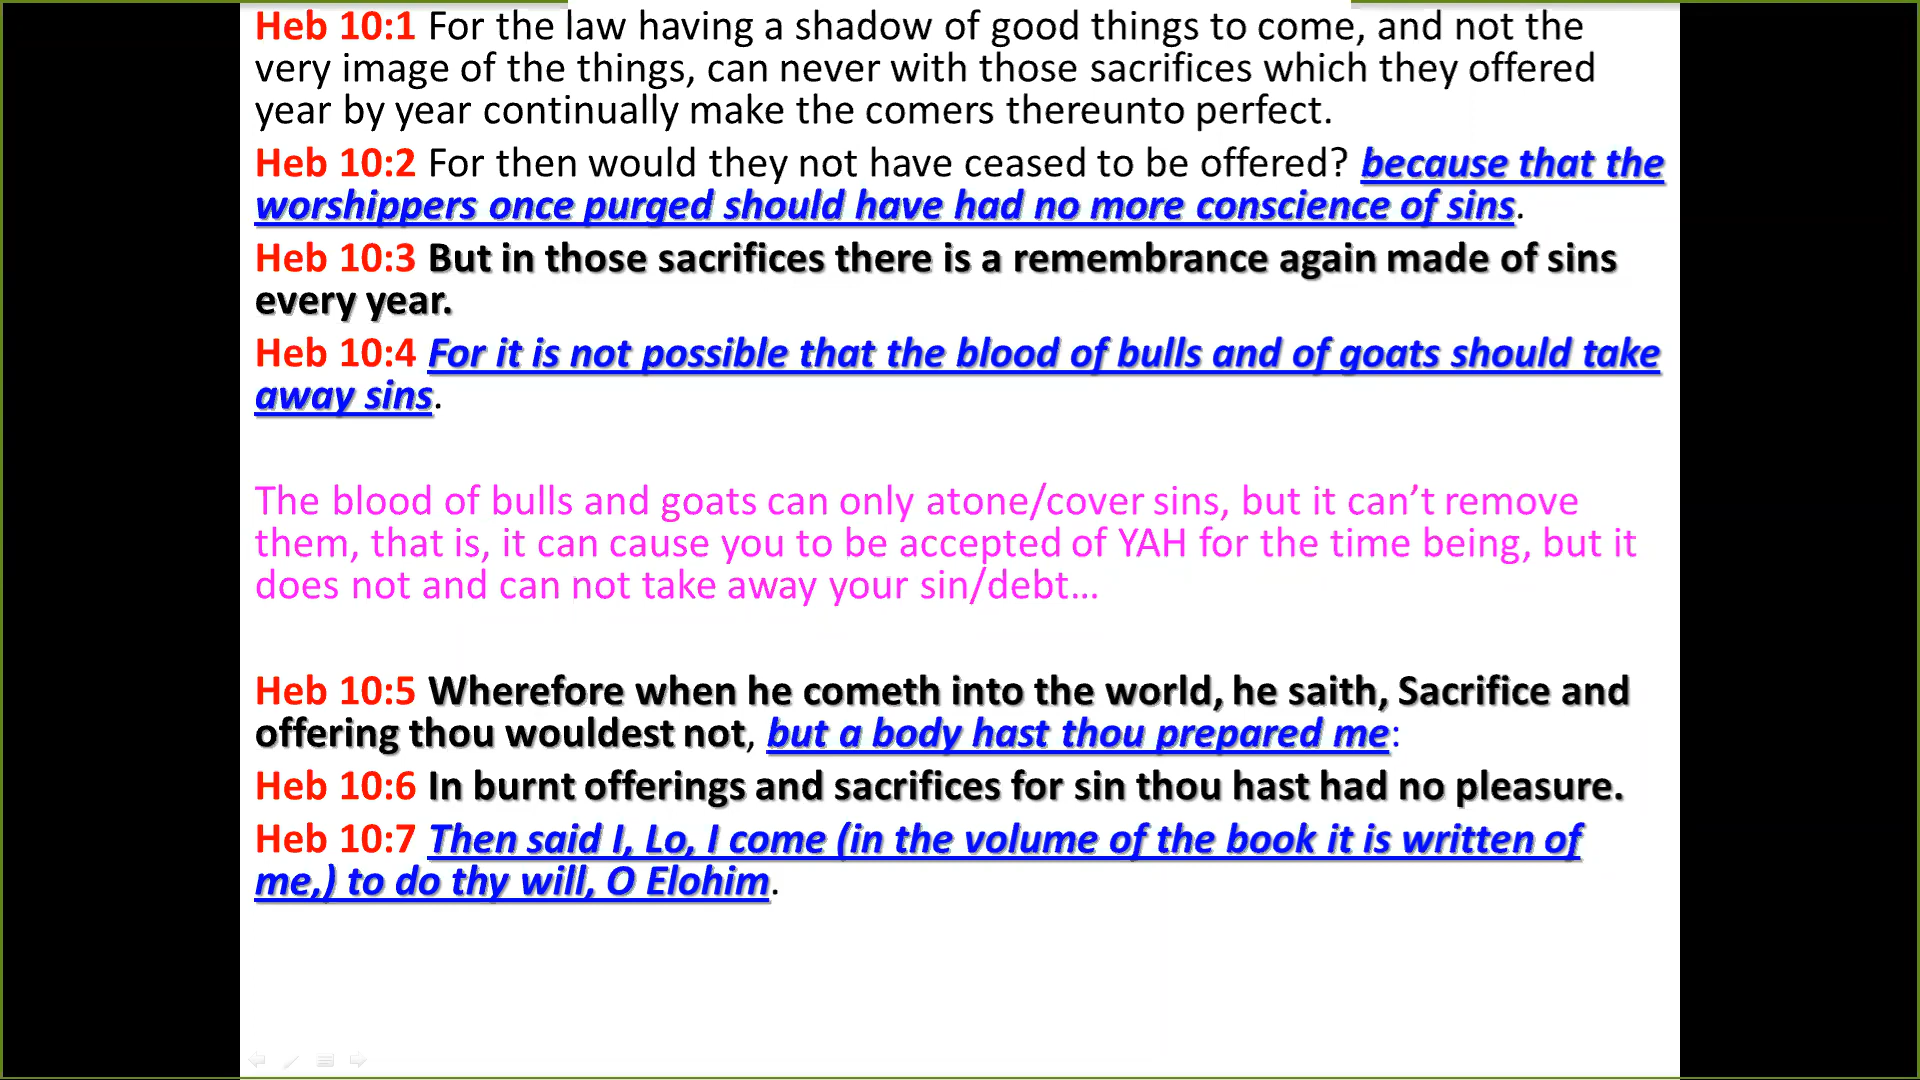 Heb 10:1 For the law having a shadow of good things to come, and not the
very image of the things, can never with those sacrifices which they offered
year by year continually make the comers thereunto perfect.
Heb 10:2 For then would they not have ceased to be offered? because that the
worshippers once purged should have had no more conscience of sins.
Heb 10:3 But in those sacrifices there is a remembrance again made of sins
every year.
Heb 10:4 For it is not possible that the blood of bulls and of goats should take
away sins.
The blood of bulls and goats can only atone/cover sins, but it can’t remove
them, that is, it can cause you to be accepted of YAH for the time being, but it
does not and can not take away your sin/debt…
Heb 10:5 Wherefore when he cometh into the world, he saith, Sacrifice and
offering thou wouldest not, but a body hast thou prepared me:
Heb 10:6 In burnt offerings and sacrifices for sin thou hast had no pleasure.
Heb 10:7 Then said I, Lo, I come (in the volume of the book it is written of
me,) to do thy will, O Elohim.